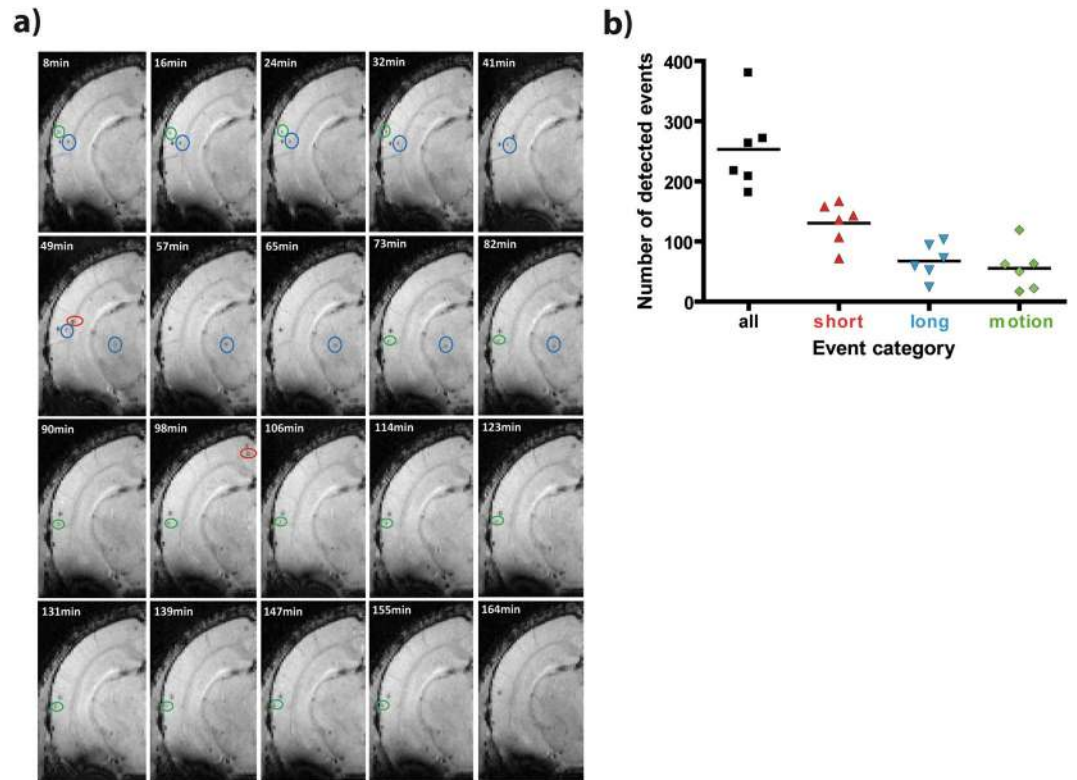 a)
8min 16min 24min 32min 41min
49min 57min 65min 73min 82min
90min 98min 106min 114min 123min
131min 139min 147min 155min 164min
b)
Number of detected events
400
300
200
100
0
all short long motion
Event category